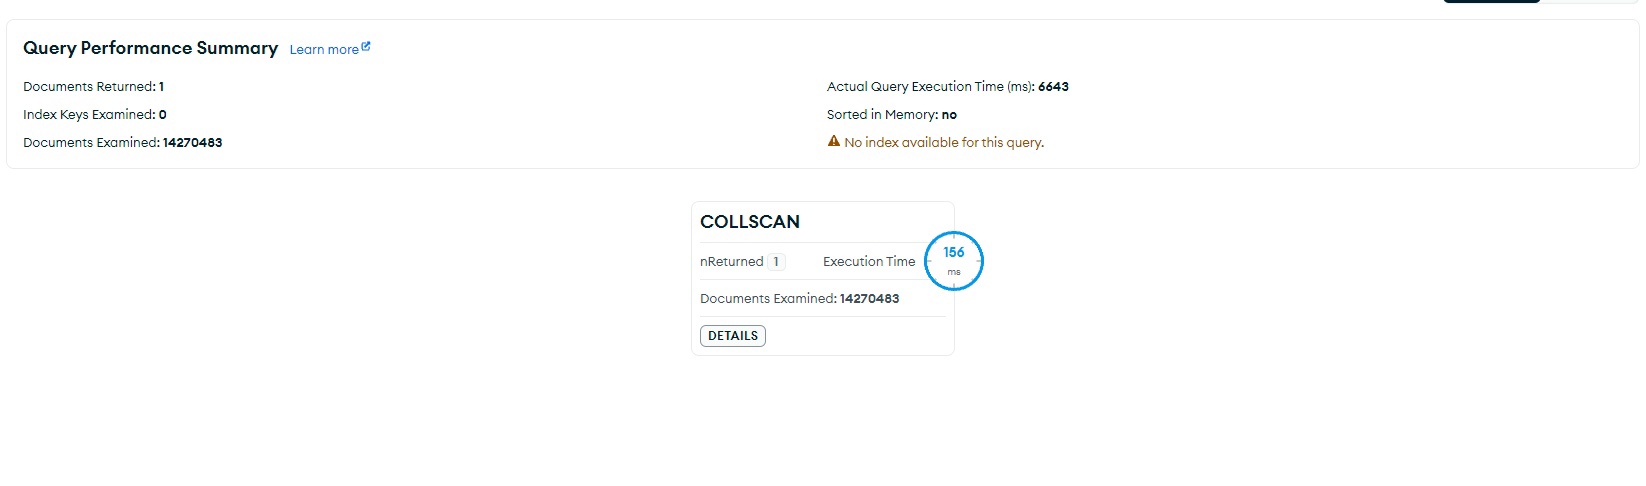 Query Performance Summary Learn more
Documents Returned: 1
Actual Query Execution Time (ms): 6643
Index Keys Examined: 0
Sorted in Memory: no
Documents Examined: 14270483
No index available for this query.
COLLSCAN
nReturned 1 Execution Time 156 ms
Documents Examined: 14270483
DETAILS